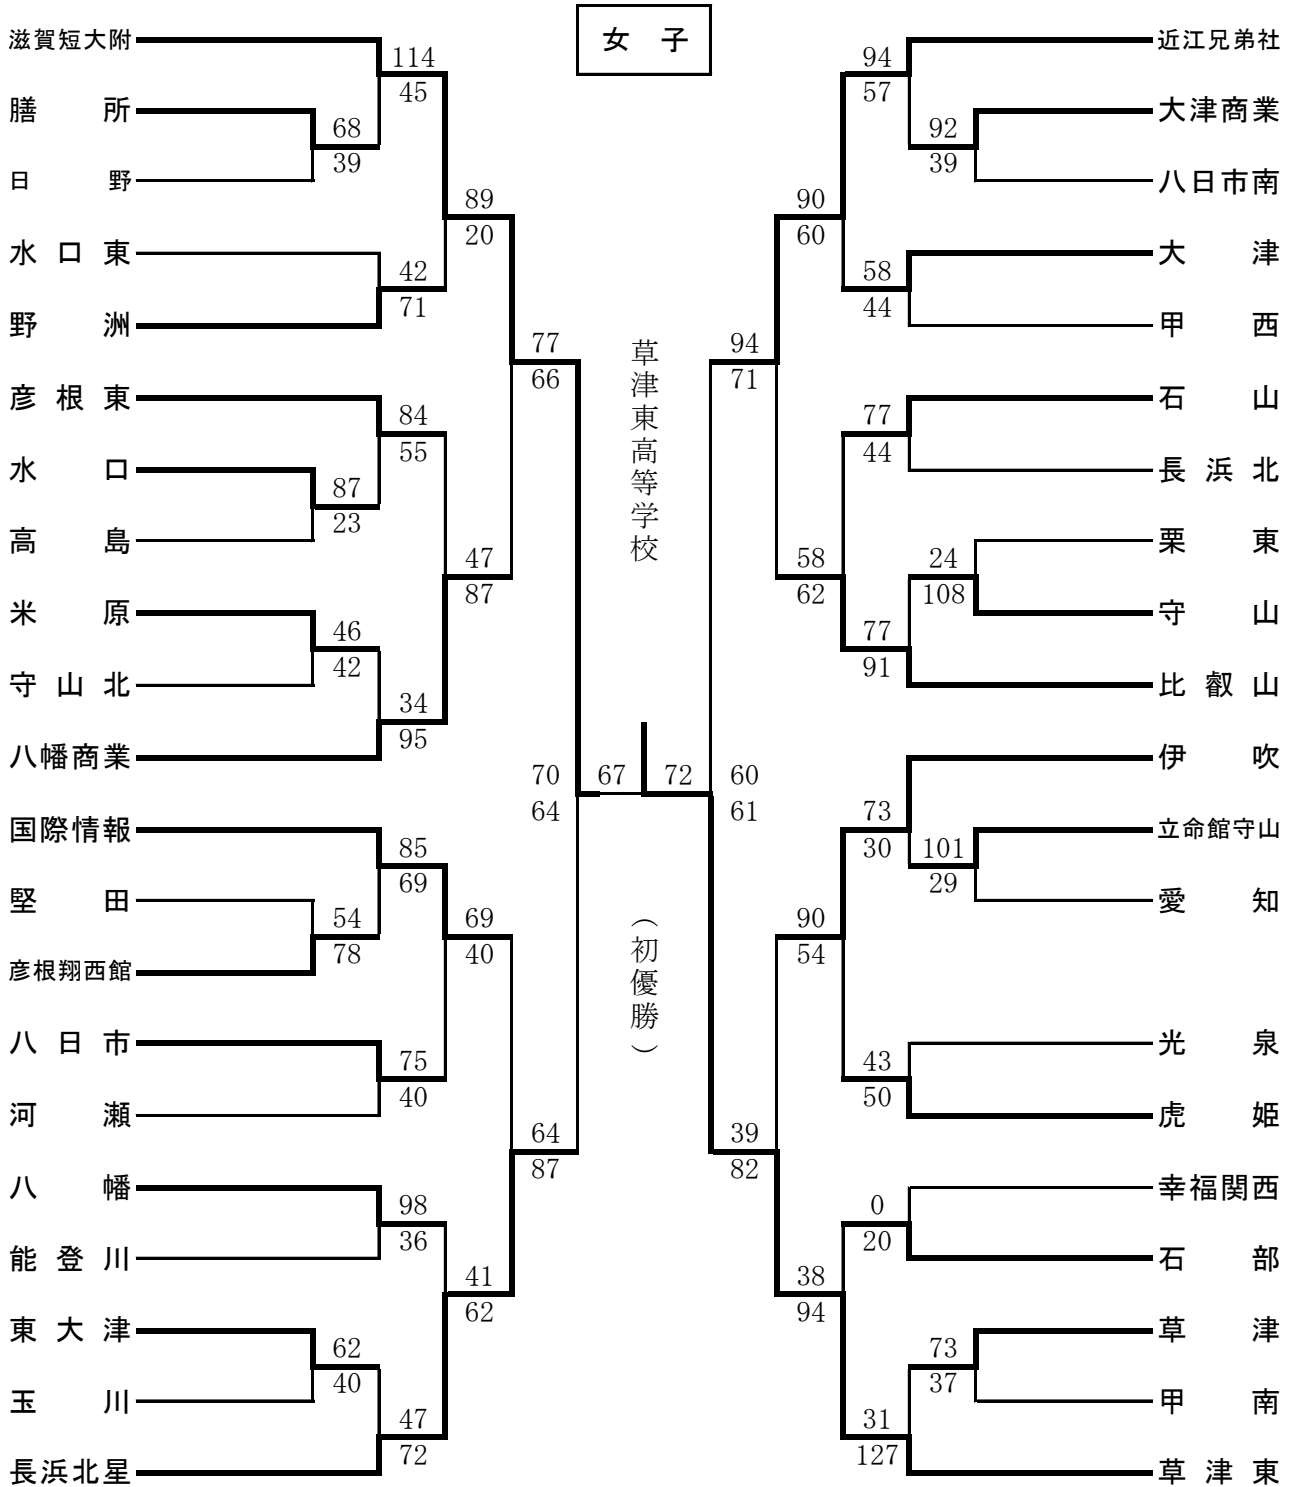 女　子
滋賀短大附
膳所
日野
水口東
野洲
彦根東
水口
高島
米原
守山北
八幡商業
国際情報
堅田
彦根翔西館
八日市
河瀬
八幡
能登川
東大津
玉川
長浜北星
68
39
87
23
46
42
54
78
62
40
114
45
42
71
84
55
34
95
85
69
75
40
98
36
47
72
89
20
47
87
69
40
41
62
77
66
64
87
70
64
67
草津東高等学校
（初優勝）
72
60
61
94
71
39
82
90
60
58
62
90
54
38
94
94
57
58
44
77
44
77
91
73
30
43
50
0
20
31
127
92
39
24
108
101
29
73
37
近江兄弟社
大津商業
八日市南
大津
甲西
石山
長浜北
栗東
守山
比叡山
伊吹
立命館守山
愛知
光泉
虎姫
幸福関西
石部
草津
甲南
草津東